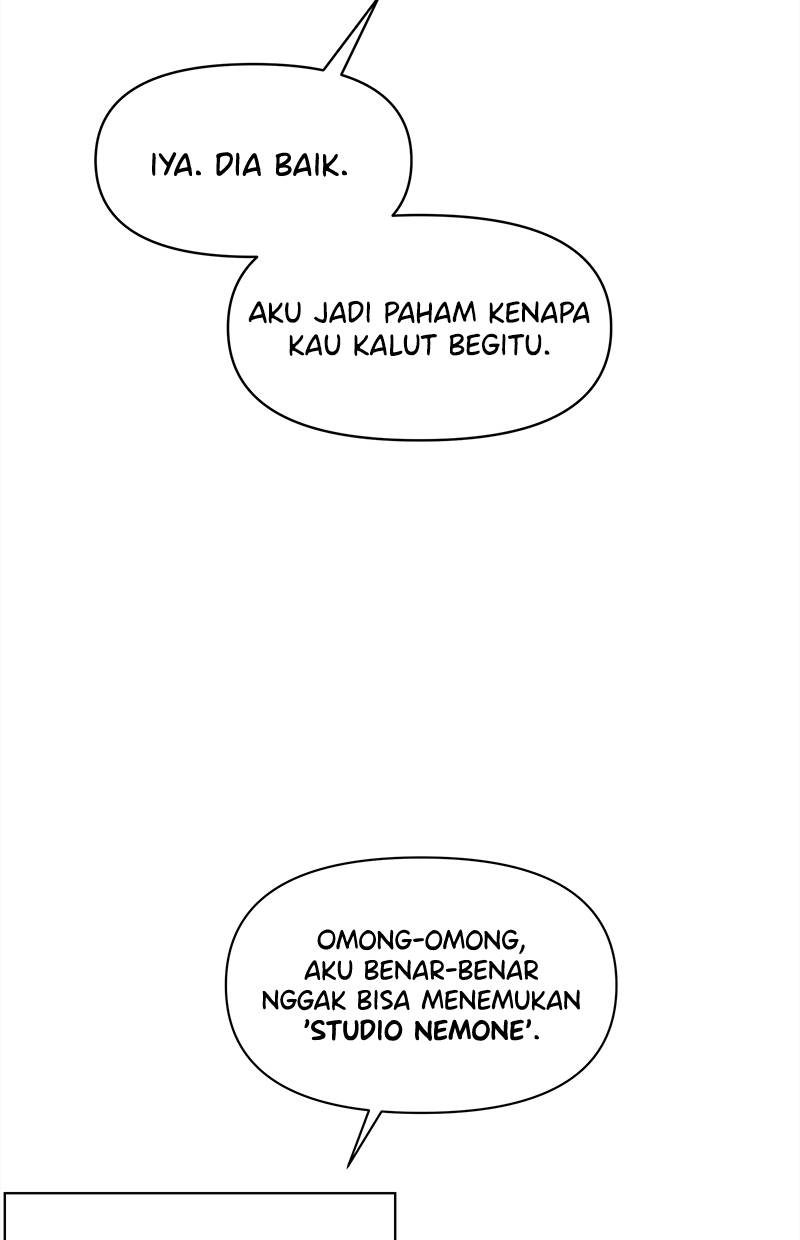 IYA. DIA BAIK.
AKU JADI PAHAM KENAPA
KAU KALUT BEGITU.
OMONG-OMONG,
AKU BENAR-BENAR
NGGAK BISA MENEMUKAN
'STUDIO NEMONE'.